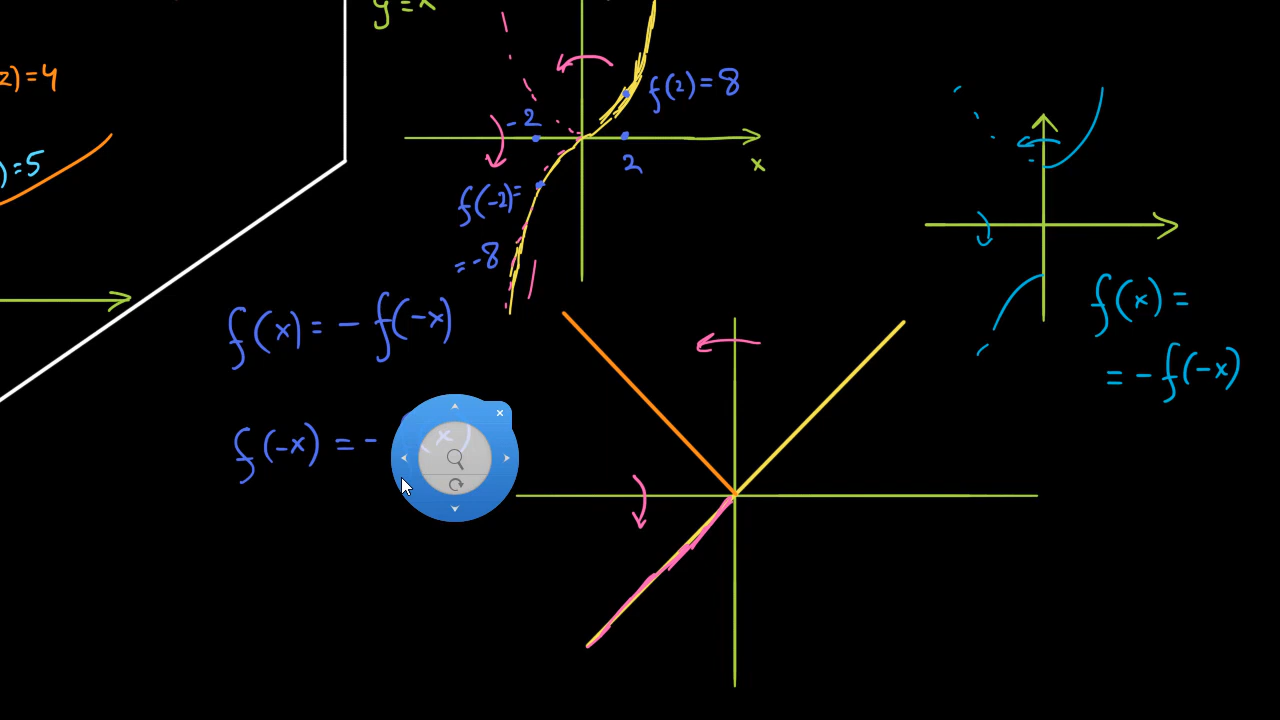 y = x
f(2) = 8
2) = 4
- 2
) = 5
2
x
f(-2) =
= -8
f(x) =
= - f(-x)
f(x) = - f(-x)
f(-x) = - (x)